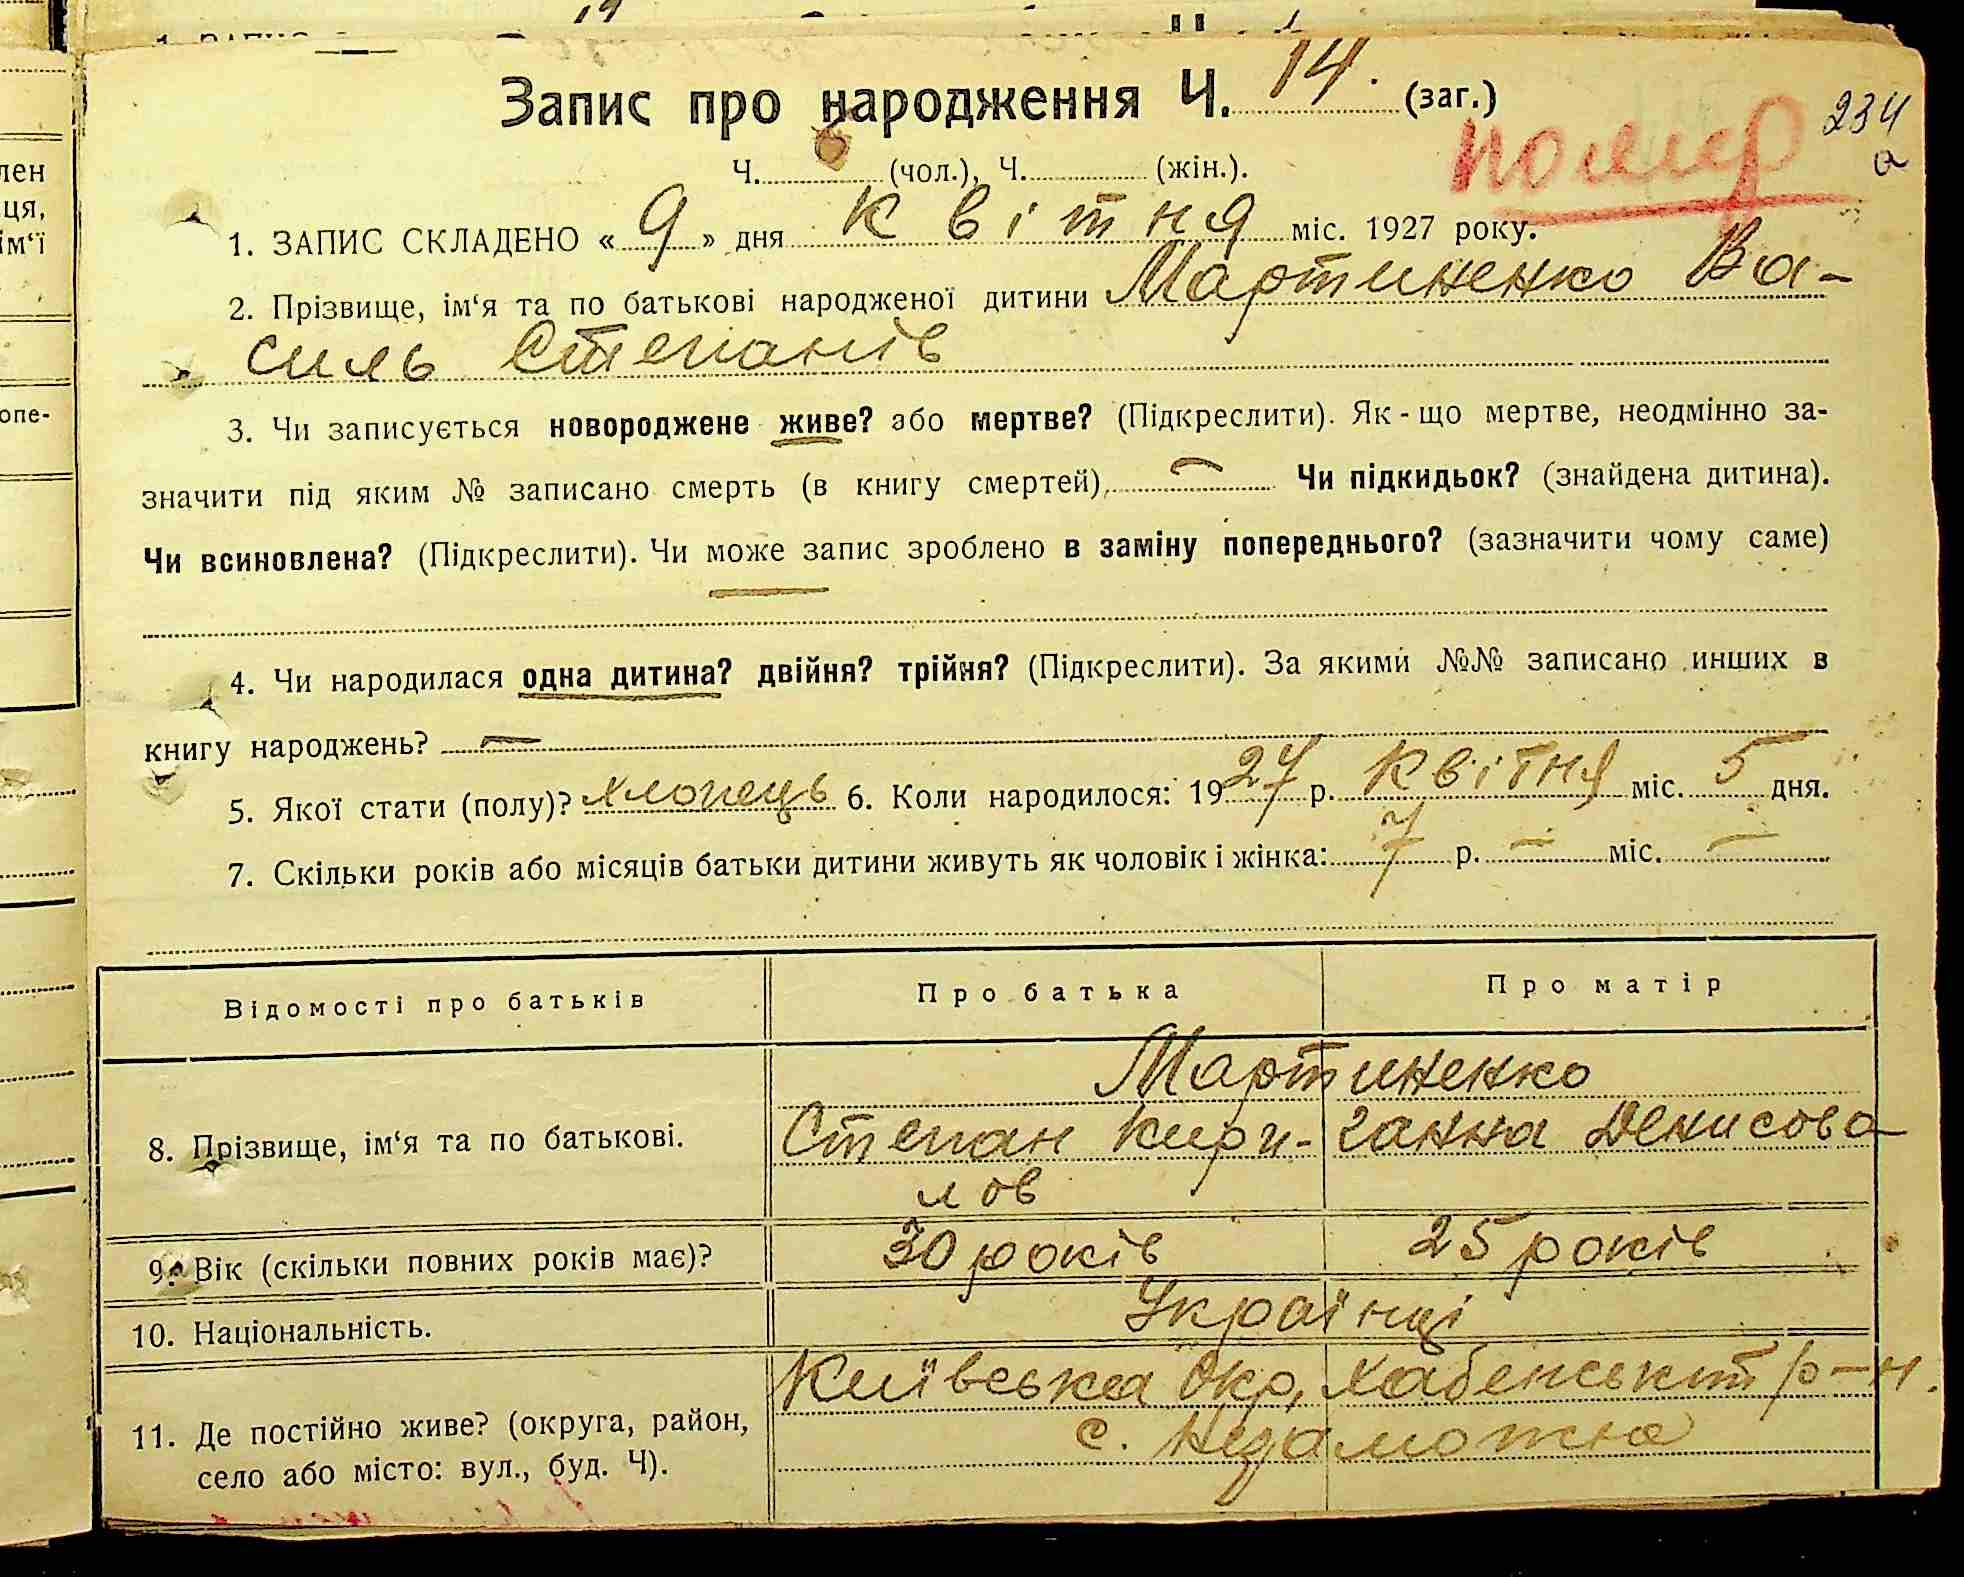 Запис про народження Ч. 14. (заг.)
помир
234
а
Ч. (чол.), Ч. (жін.).
1. ЗАПИС СКЛАДЕНО « 9 » дня квітня міс. 1927 року.
2. Прізвище, ім‘я та по батькові народженої дитини Мартиненко Ва-
силь Степанів
3. Чи записується новороджене живе? або мертве? (Підкреслити). Як-що мертве, неодмінно за-
значити під яким № записано смерть (в книгу смертей), — Чи підкидьок? (знайдена дитина).
Чи всиновлена? (Підкреслити). Чи може запис зроблено в заміну попереднього? (зазначити чому саме)
—
4. Чи народилася одна дитина? двійня? трійня? (Підкреслити). За якими №№ записано инших в
книгу народжень? —
5. Якої стати (полу)? хлопець 6. Коли народилося: 1927 р. квітня міс. 5 дня.
7. Скільки років або місяців батьки дитини живуть як чоловік і жінка: 7 р. — міс. —
Відомості про батьків Про батька Про матір
Мартиненко
8. Прізвище, ім‘я та по батькові. Степан Кири- Ганна Денисова
лов
9. Вік (скільки повних років має)? 30 років 25 років
10. Національність. Українці
Київська Окр, Хабенський р-н.
11. Де постійно живе? (округа, район, с. Незаможна
село або місто: вул., буд. Ч).
лен
ця,
ім‘ї
опе-